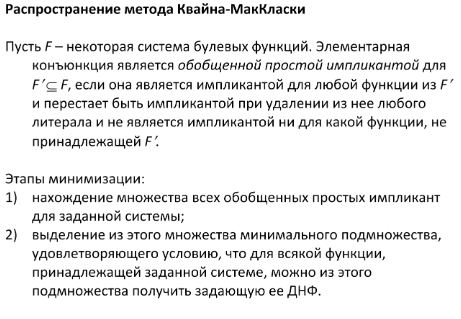 Распространение метода Квайна-МакКласки
Пусть F – некоторая система булевых функций. Элементарная
конъюнкция является обобщенной простой импликантой для
F′⊆ F, если она является импликантой для любой функции из F′
и перестает быть импликантой при удалении из нее любого
литерала и не является импликантой ни для какой функции, не
принадлежащей F′.
Этапы минимизации:
1) нахождение множества всех обобщенных простых импликант
для заданной системы;
2) выделение из этого множества минимального подмножества,
удовлетворяющего условию, что для всякой функции,
принадлежащей заданной системе, можно из этого
подмножества получить задающую ее ДНФ.